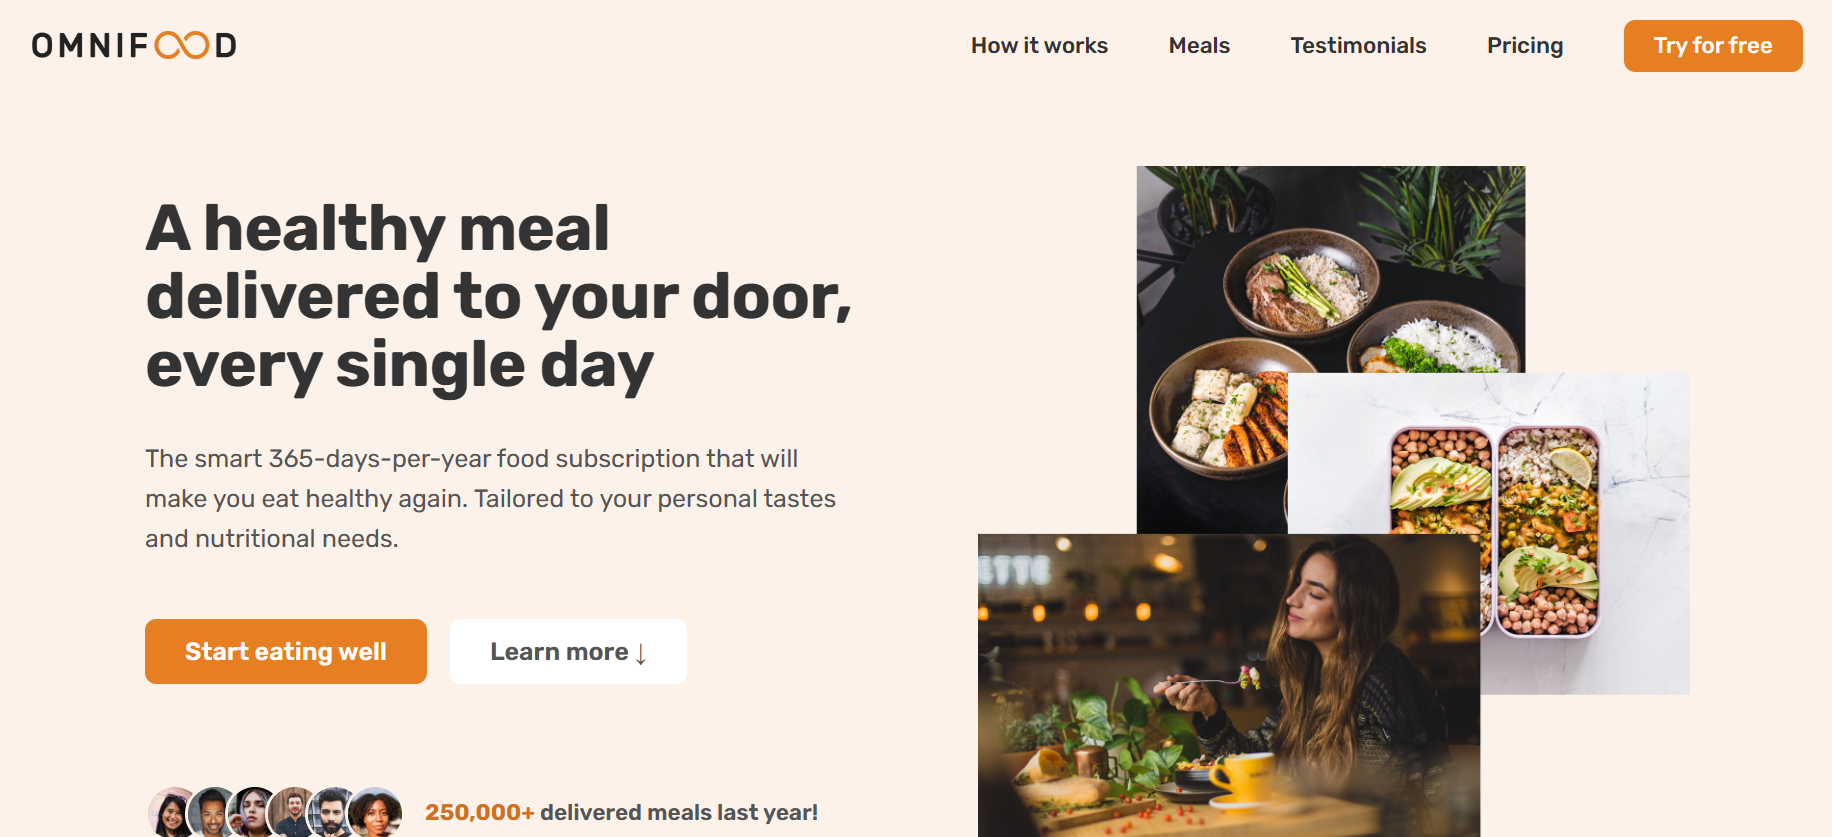 OMNIFOOD
How it works
Meals
Testimonials
Pricing
Try for free
A healthy meal
delivered to your door,
every single day
The smart 365-days-per-year food subscription that will
make you eat healthy again. Tailored to your personal tastes
and nutritional needs.
Start eating well
Learn more ↓
ETTE
250,000+ delivered meals last year!